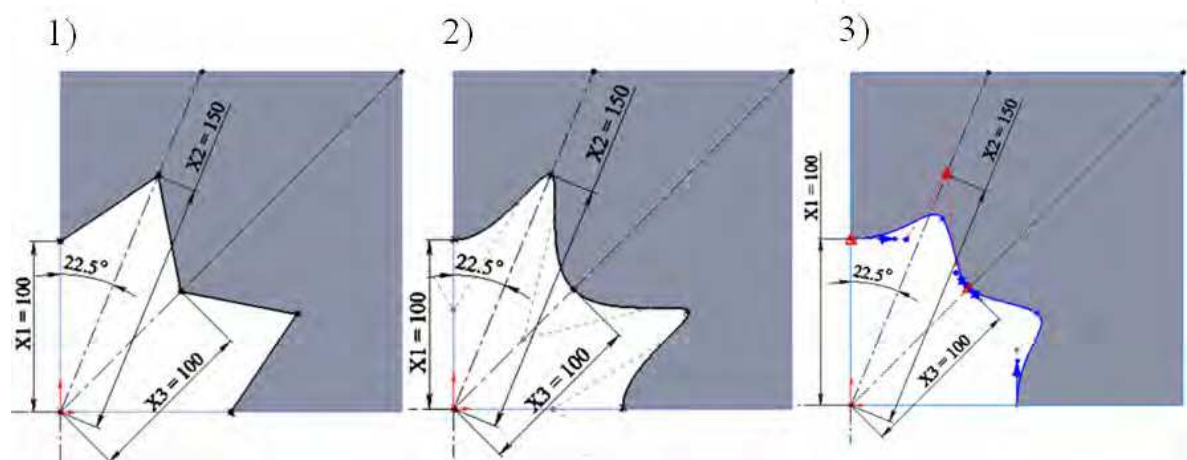 1)
X2 = 150
22.5°
X1 = 100
X3 = 100
2)
X2 = 150
22.5°
X1 = 100
X3 = 100
3)
X2 = 150
X1 = 100
22.5°
X3 = 100